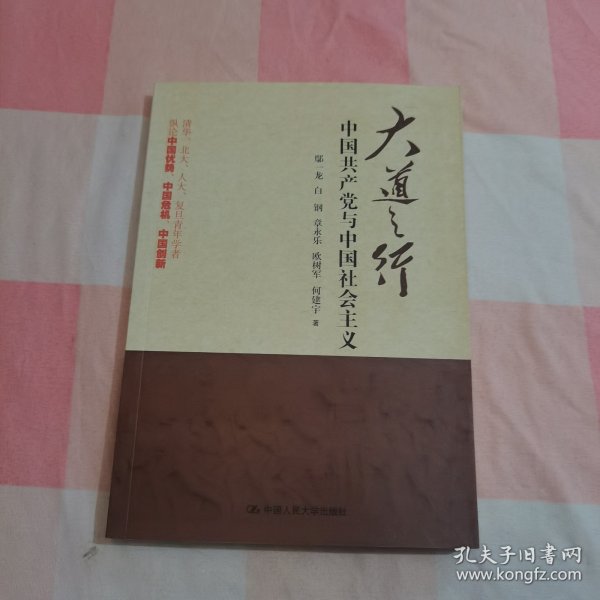 大道之行
中国共产党与中国社会主义
鄢一龙 白 钢 章永乐 欧树军 何建宇 著
清华、北大、人大、复旦青年学者
纵论中国优势、中国危机、中国创新
中国人民大学出版社
孔夫子旧书网
www.kongfz.com